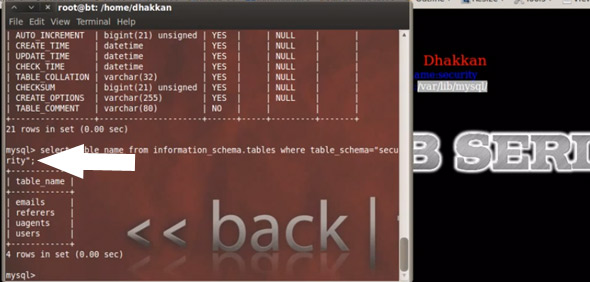 root@bt: /home/dhakkan
File Edit View Terminal Help
| AUTO_INCREMENT | bigint(21) unsigned | YES | | NULL | |
| CREATE_TIME | datetime | YES | | NULL | |
| UPDATE_TIME | datetime | YES | | NULL | |
| CHECK_TIME | datetime | YES | | NULL | |
| TABLE_COLLATION | varchar(32) | YES | | NULL | |
| CHECKSUM | bigint(21) unsigned | YES | | NULL | |
| CREATE_OPTIONS | varchar(255) | YES | | NULL | |
| TABLE_COMMENT | varchar(80) | NO | | | |
21 rows in set (0.00 sec)
mysql> select name from information_schema.tables where table_schema="secu
rity";
| table_name |
| emails |
| referers |
| uagents |
| users |
4 rows in set (0.00 sec)
mysql>
<< back |
Dhakkan
ame-security
/var/lib/mysql/
B SERI